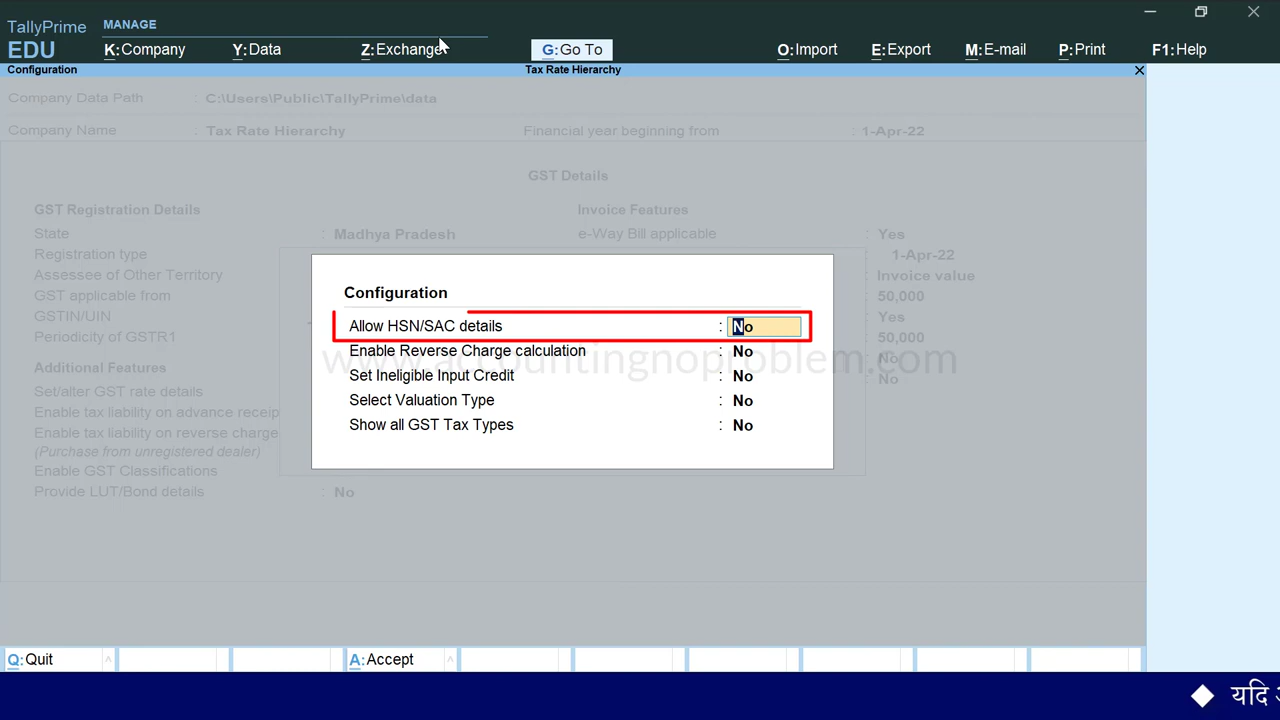 TallyPrime
MANAGE
EDU
K:Company
Y:Data
Z:Exchange
G:Go To
O:Import
E:Export
M:E-mail
P:Print
F1:Help
Configuration
Tax Rate Hierarchy
Company Data Path : C:\Users\Public\TallyPrime\data
Company Name : Tax Rate Hierarchy Financial year beginning from : 1-Apr-22
GST Details
GST Registration Details Invoice Features
State : Madhya Pradesh e-Way Bill applicable : Yes
Registration type 1-Apr-22
Assessee of Other Territory Invoice value
GST applicable from 50,000
GSTIN/UIN Yes
Periodicity of GSTR1 50,000
No
Additional Features
No
Set/alter GST rate details
Enable tax liability on advance receip
Enable tax liability on reverse charge
(Purchase from unregistered dealer)
Enable GST Classifications
Provide LUT/Bond details : No
Configuration
Allow HSN/SAC details : No
Enable Reverse Charge calculation : No
Set Ineligible Input Credit : No
Select Valuation Type : No
Show all GST Tax Types : No
www.accountingnoproblem.com
Q:Quit
A:Accept
यदि